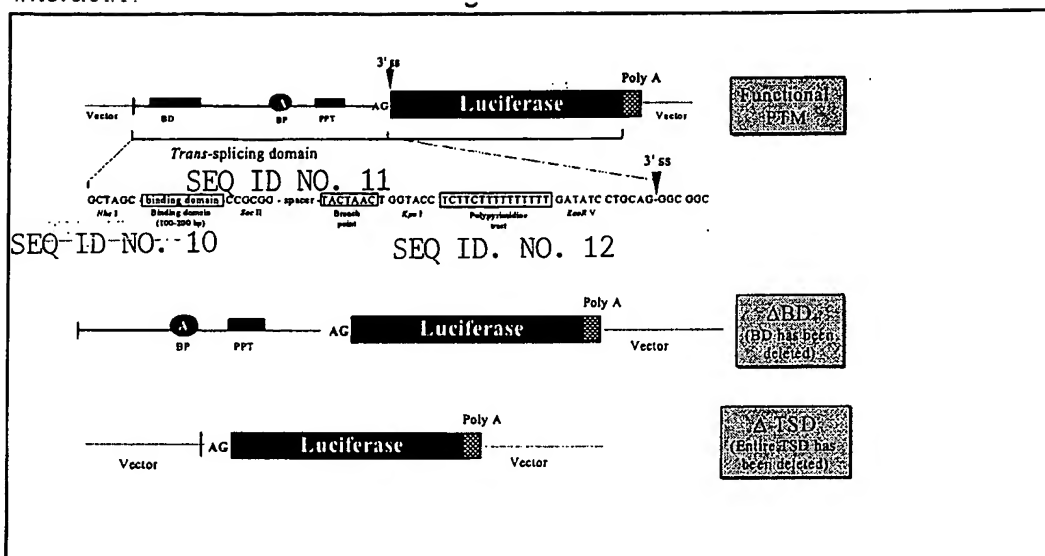 3' ss
Poly A
Vector BD A BP PPT AG Luciferase Vector
Functional PTM
Trans-splicing domain
3' ss
SEQ ID NO. 11
GCTAGC - binding domain - CCGCGG - spacer - TACTAAC T GGTACC TCTTCTTTTTTTTTT GATATC CTGCAG-GGC GGC
Nhe I Binding domain Sac II Branch Kpn I Polypyrimidine EcoR V
(100-200 bp) point tract
SEQ ID NO. 10 SEQ ID. NO. 12
Poly A
A BP PPT AG Luciferase Vector
ΔBD
(BD has been deleted)
Poly A
Vector AG Luciferase Vector
Δ-TSD
(Entire TSD has been deleted)